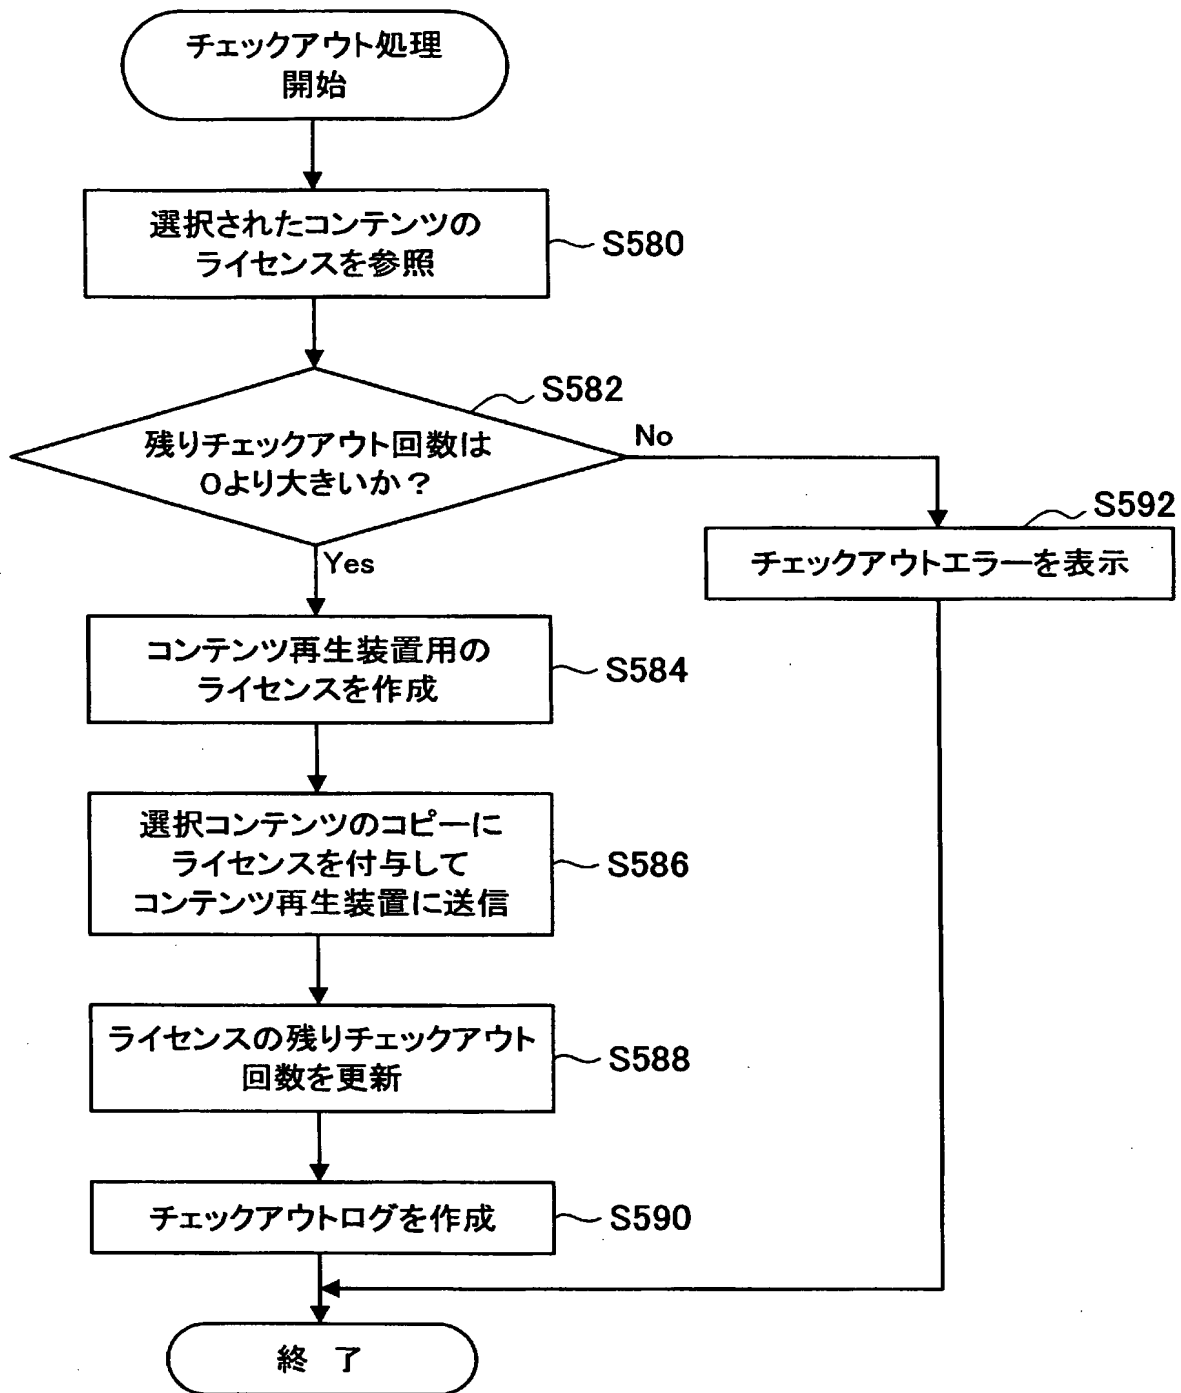 チェックアウト処理
開始
選択されたコンテンツの
ライセンスを参照
S580
S582
残りチェックアウト回数は
0より大きいか？
No
Yes
S592
チェックアウトエラーを表示
コンテンツ再生装置用の
ライセンスを作成
S584
選択コンテンツのコピーに
ライセンスを付与して
コンテンツ再生装置に送信
S586
ライセンスの残りチェックアウト
回数を更新
S588
チェックアウトログを作成
S590
終 了